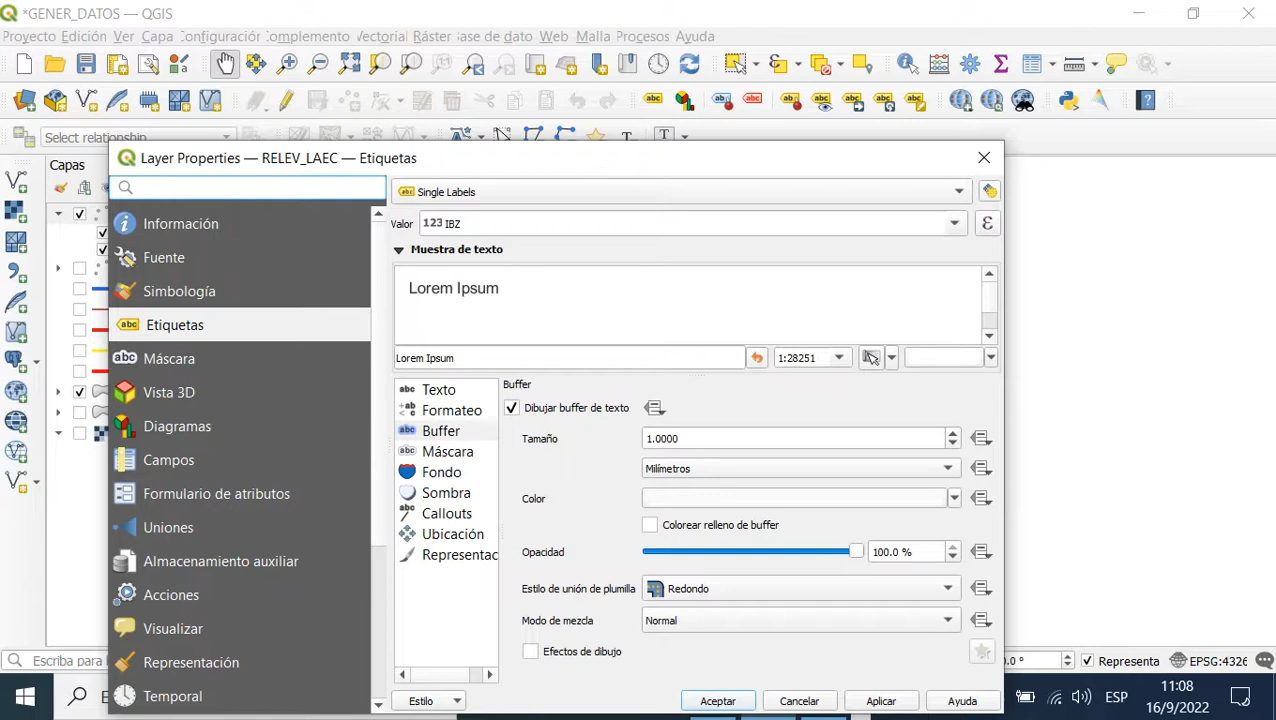 *GENER_DATOS — QGIS
Proyecto Edición Ver Capa Configuración Complemento Vectorial Ráster Base de dato Web Malla Procesos Ayuda
Select relationship
Capas
Layer Properties — RELEV_LAEC — Etiquetas
Single Labels
Información
Valor 123 IBZ
Muestra de texto
Fuente
Simbología
Lorem Ipsum
Etiquetas
Máscara
Lorem Ipsum
1:28251
Vista 3D
Diagramas
Campos
Formulario de atributos
Uniones
Almacenamiento auxiliar
Acciones
Visualizar
Representación
Temporal
Texto
Formateo
Buffer
Máscara
Fondo
Sombra
Callouts
Ubicación
Representac
Buffer
Dibujar buffer de texto
Tamaño 1.0000
Milímetros
Color
Colorear relleno de buffer
Opacidad 100.0 %
Estilo de unión de plumilla Redondo
Modo de mezcla Normal
Efectos de dibujo
Estilo Aceptar Cancelar Aplicar Ayuda
Escriba para
0.0 ° Representa EPSG:4326
ESP
11:08
16/9/2022